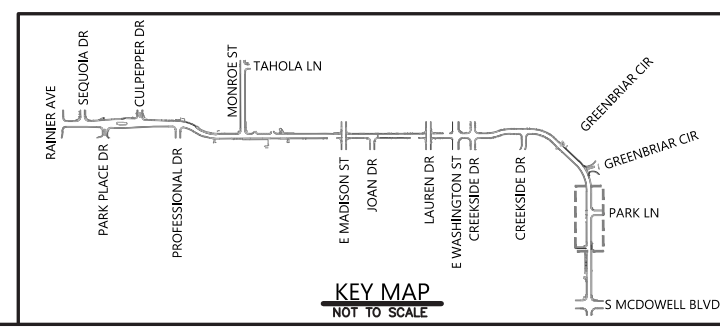 RAINIER AVE
SEQUOIA DR
PARK PLACE DR
CULPEPPER DR
PROFESSIONAL DR
MONROE ST
TAHOLA LN
E MADISON ST
JOAN DR
LAUREN DR
E WASHINGTON ST
CREEKSIDE DR
CREEKSIDE DR
GREENBRIAR CIR
GREENBRIAR CIR
PARK LN
S MCDOWELL BLVD
KEY MAP
NOT TO SCALE